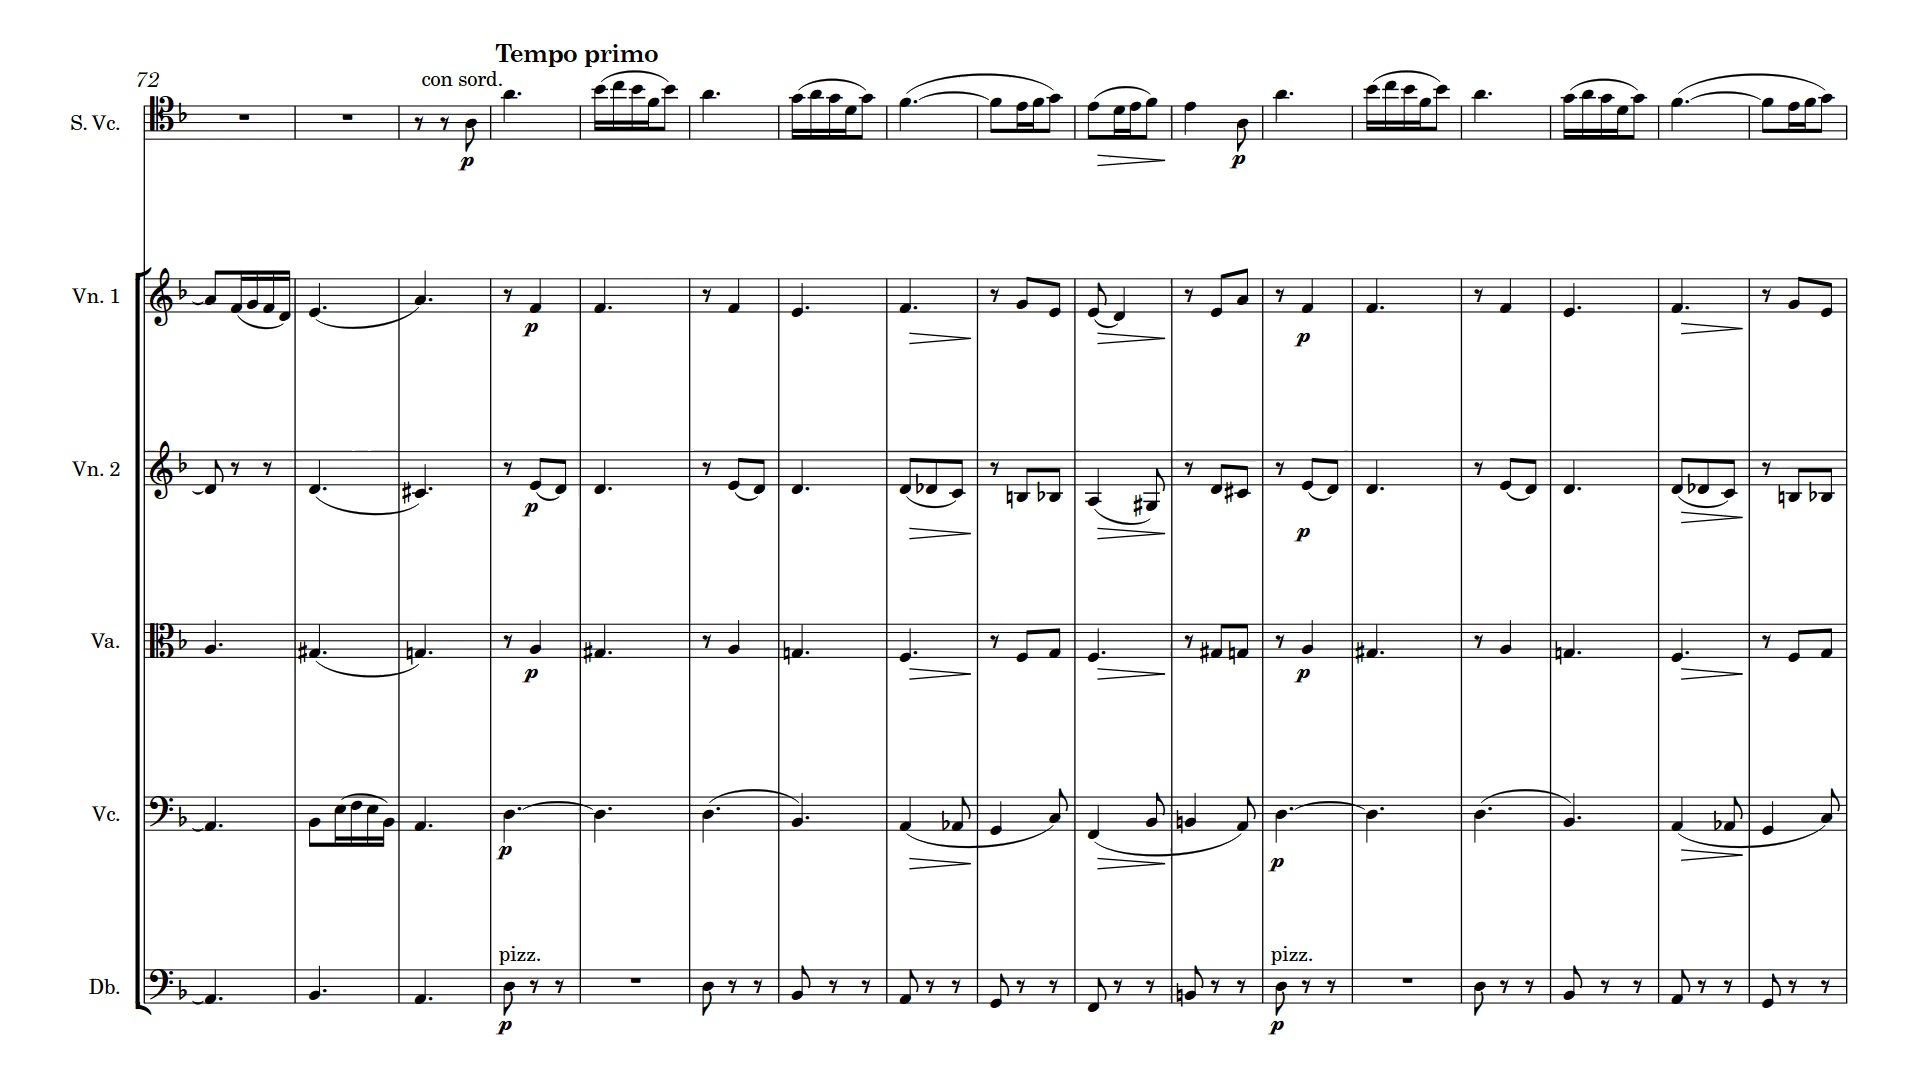 Tempo primo
72
con sord.
S. Vc.
p p
Vn. 1
p p
Vn. 2
p p
Va.
p p
Vc.
p p
pizz. pizz.
Db.
p p